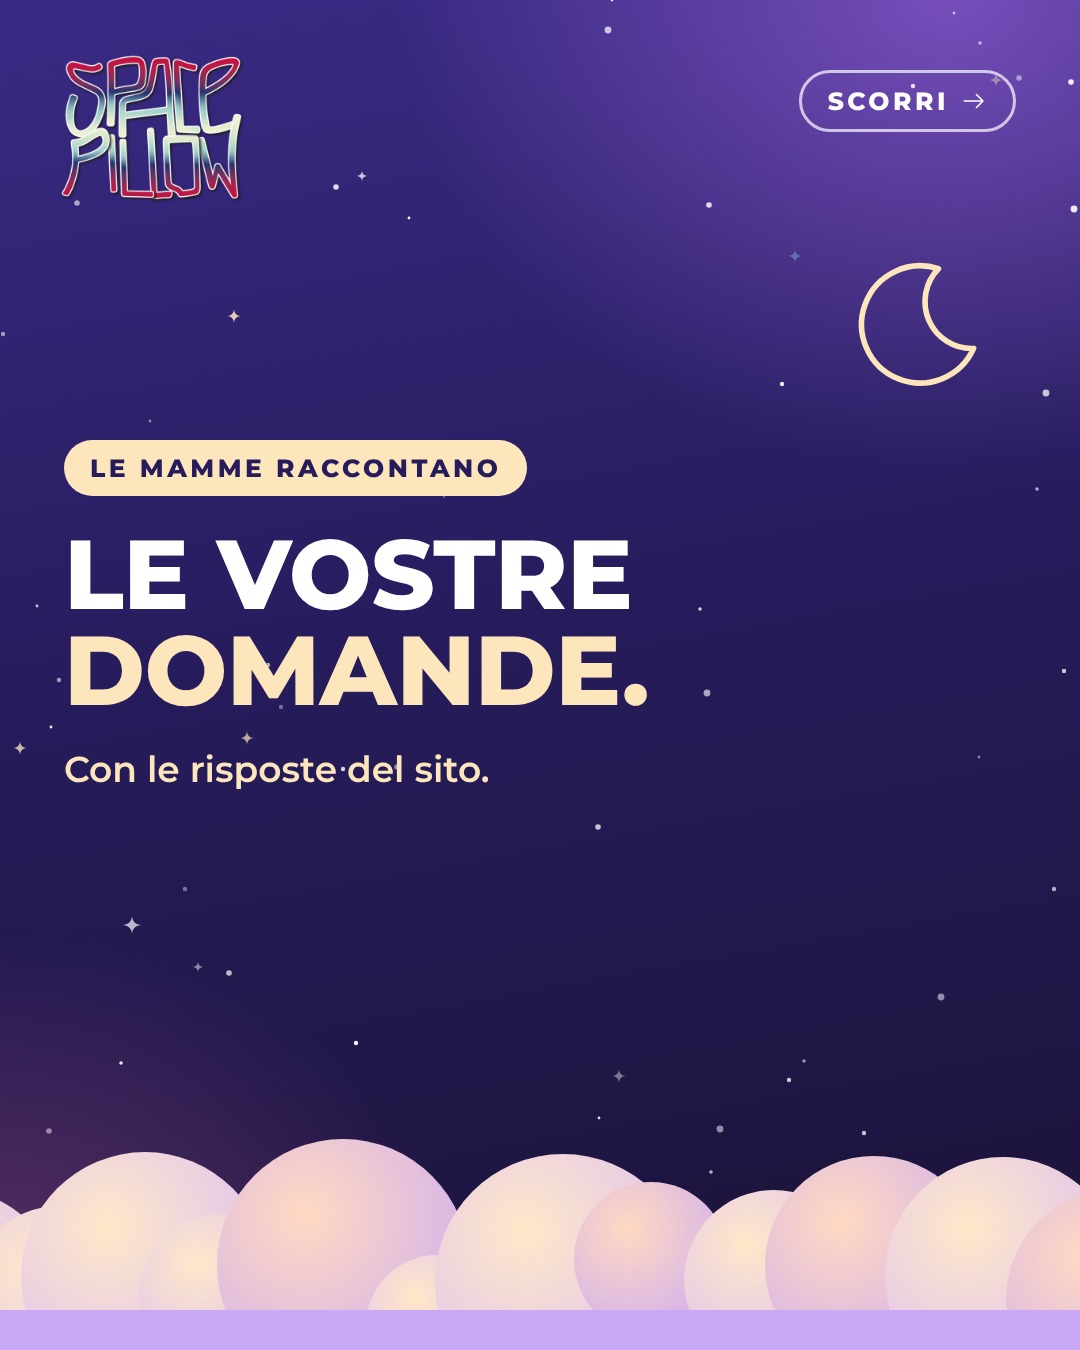 SPACE
PILLOW
SCORRI →
LE MAMME RACCONTANO
LE VOSTRE
DOMANDE.
Con le risposte del sito.